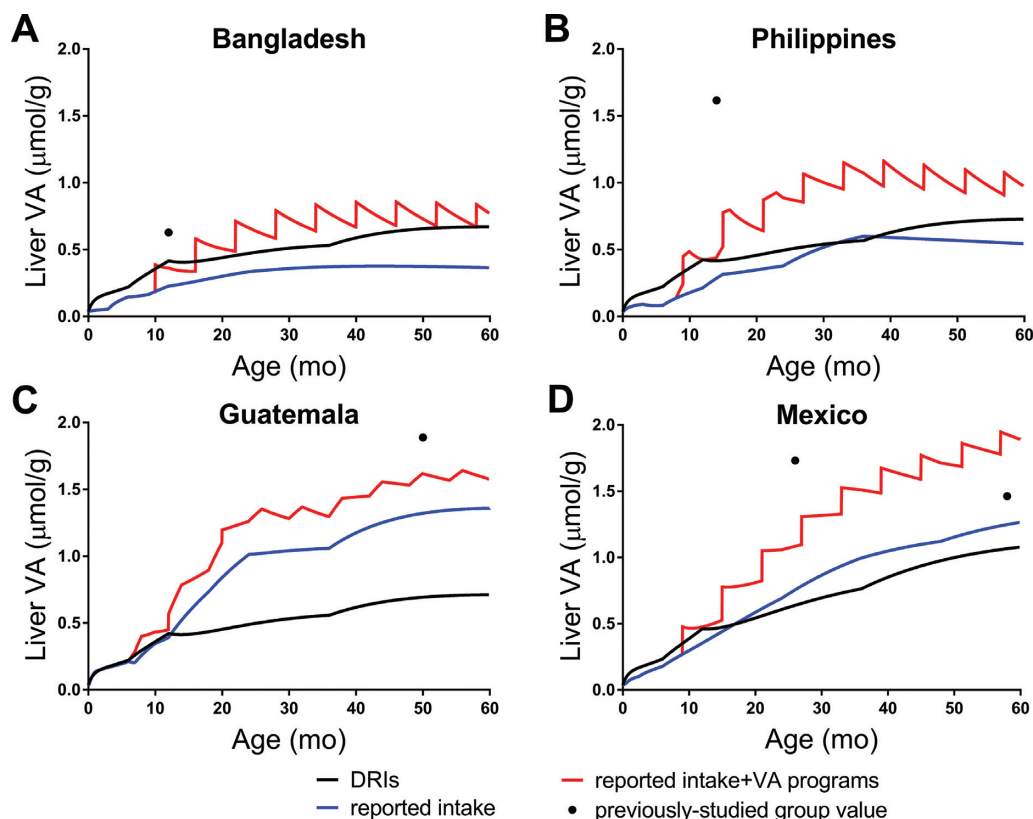 A
Bangladesh
Liver VA (μmol/g)
2.0
1.5
1.0
0.5
0.0
0 10 20 30 40 50 60
Age (mo)
B
Philippines
Liver VA (μmol/g)
2.0
1.5
1.0
0.5
0.0
0 10 20 30 40 50 60
Age (mo)
C
Guatemala
Liver VA (μmol/g)
2.0
1.5
1.0
0.5
0.0
0 10 20 30 40 50 60
Age (mo)
D
Mexico
Liver VA (μmol/g)
2.0
1.5
1.0
0.5
0.0
0 10 20 30 40 50 60
Age (mo)
DRIs
reported intake
reported intake+VA programs
previously-studied group value